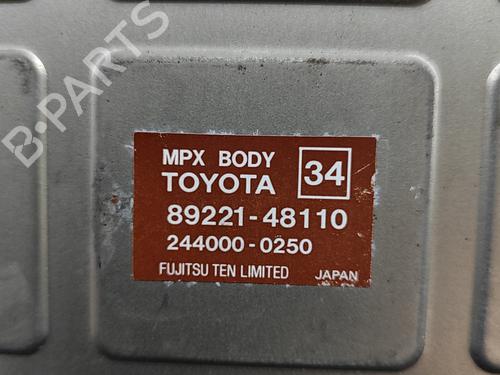 B-PARTS
MPX BODY 34
TOYOTA
89221-48110
244000-0250
FUJITSU TEN LIMITED JAPAN